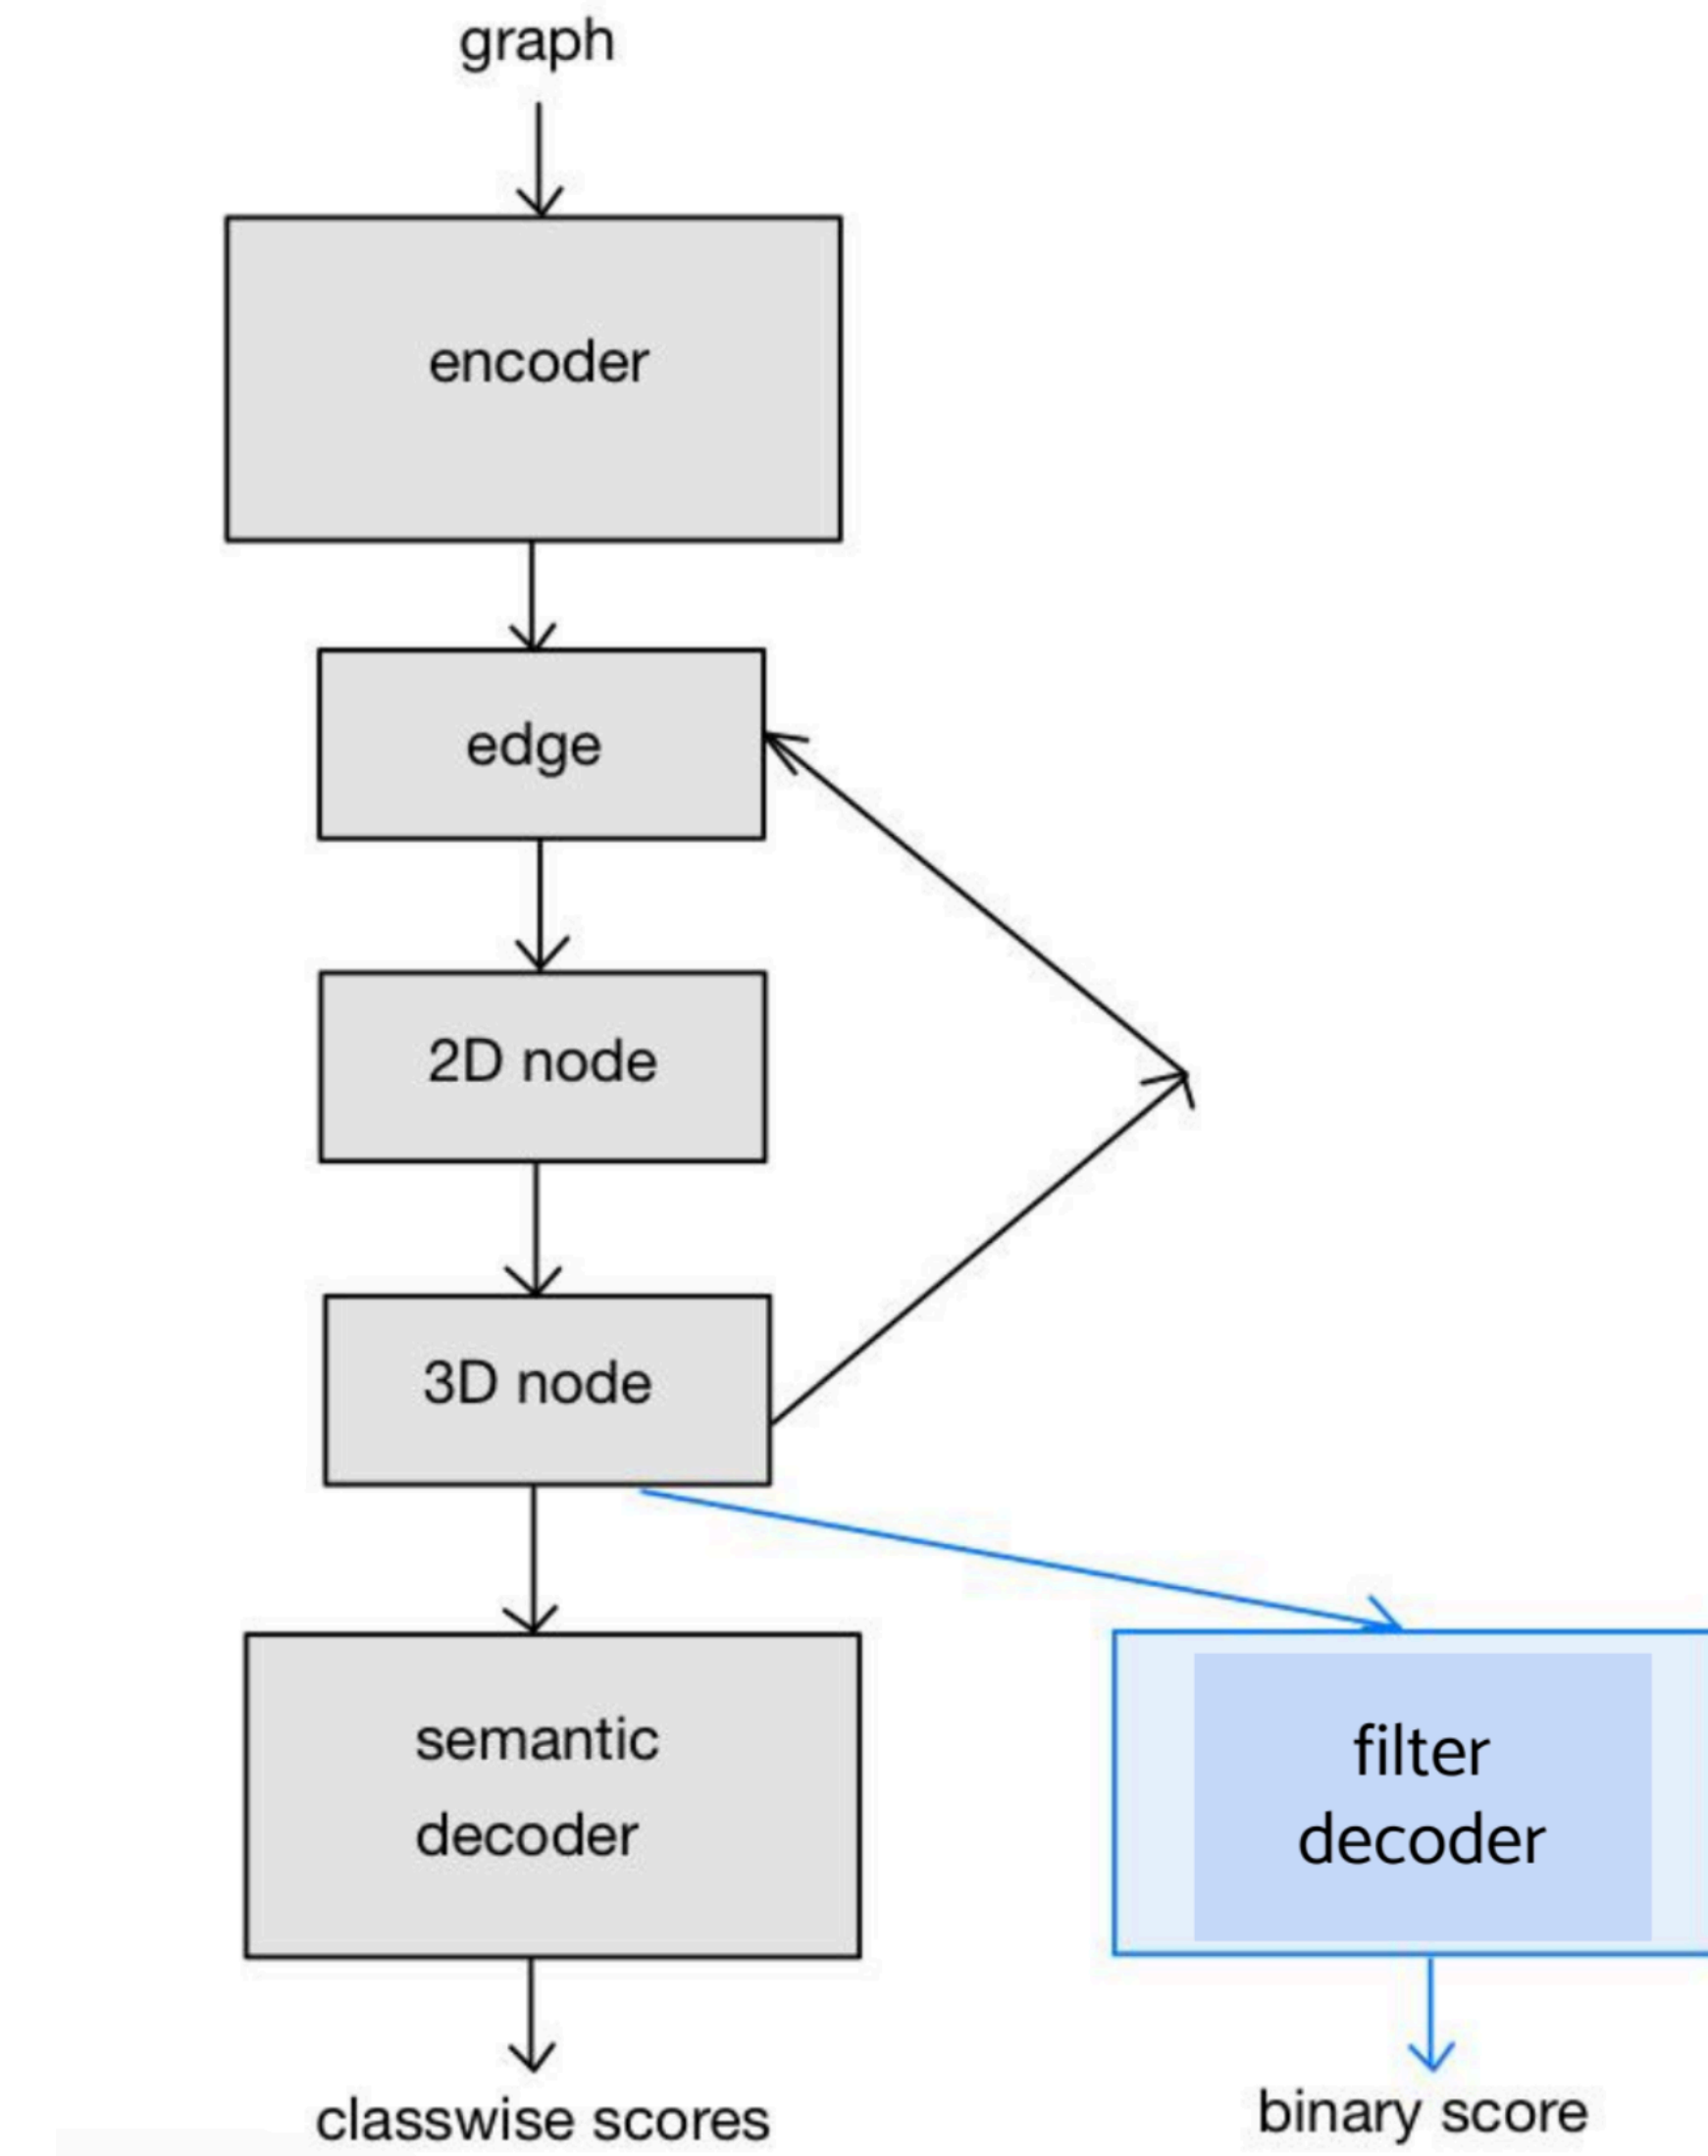 graph
encoder
edge
2D node
3D node
semantic
decoder
filter
decoder
classwise scores
binary score